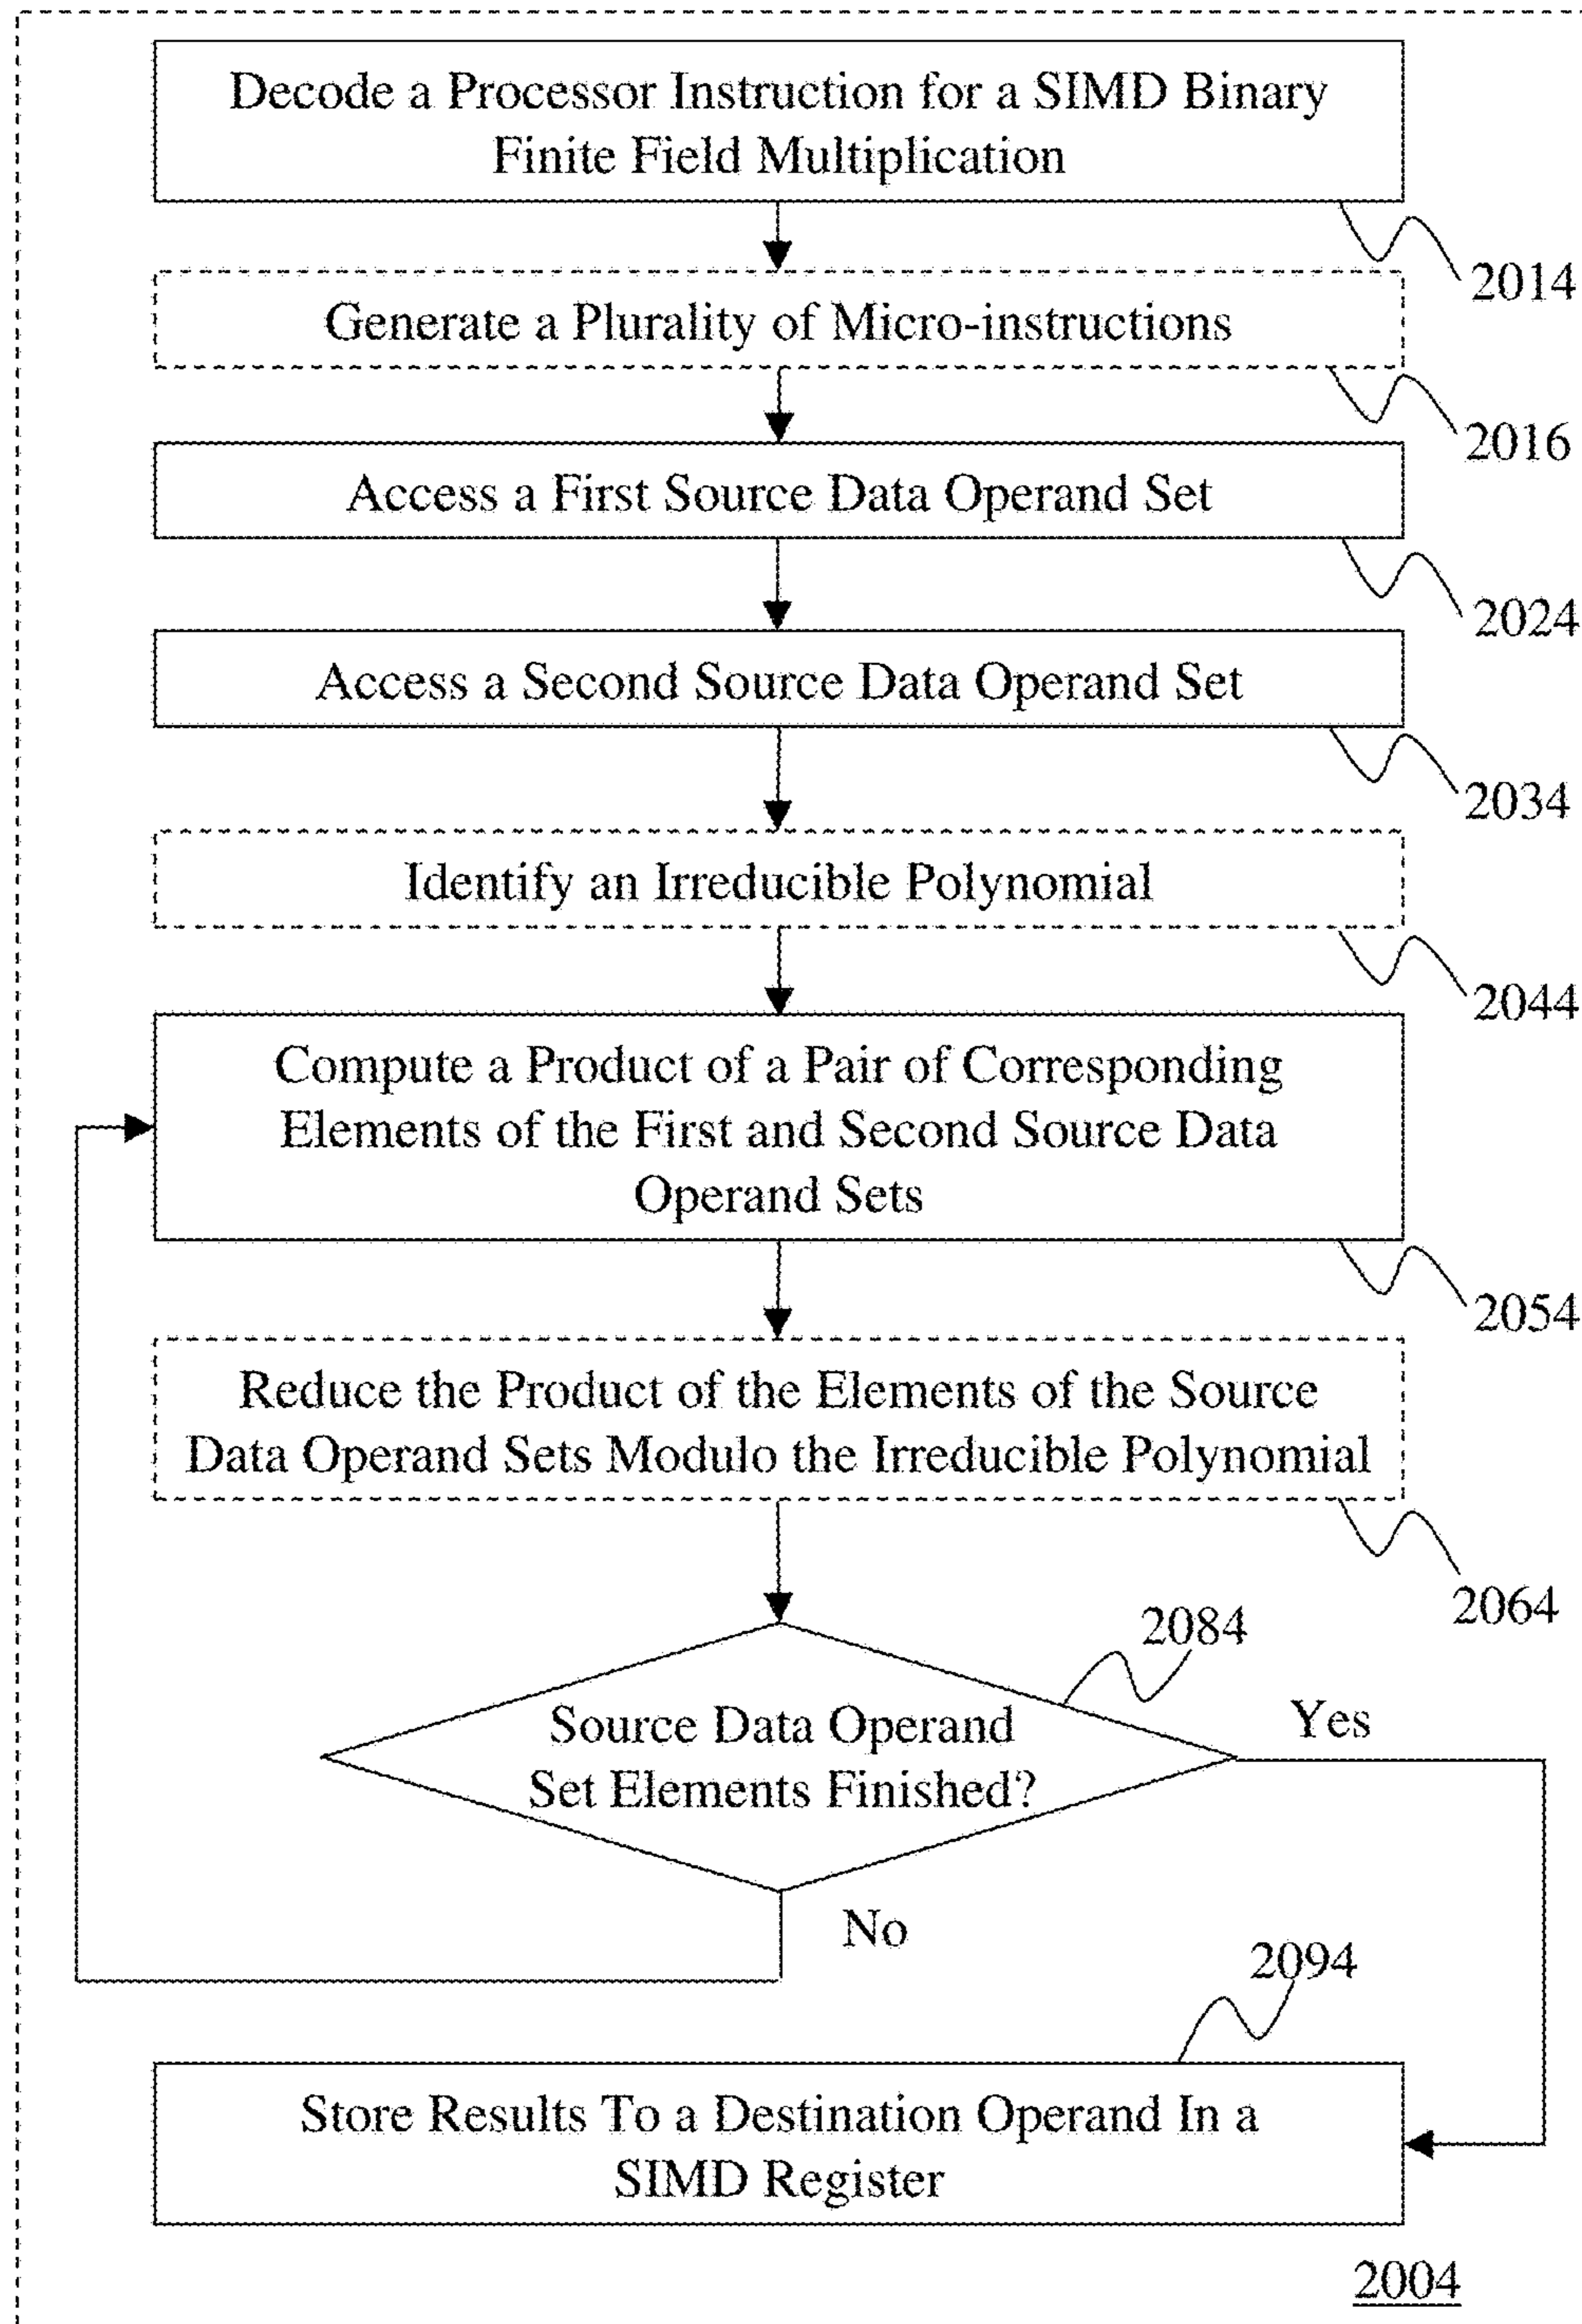 Decode a Processor Instruction for a SIMD Binary
Finite Field Multiplication
2014
Generate a Plurality of Micro-instructions
2016
Access a First Source Data Operand Set
2024
Access a Second Source Data Operand Set
2034
Identify an Irreducible Polynomial
2044
Compute a Product of a Pair of Corresponding
Elements of the First and Second Source Data
Operand Sets
2054
Reduce the Product of the Elements of the Source
Data Operand Sets Modulo the Irreducible Polynomial
2064
2084
Source Data Operand
Set Elements Finished?
Yes
No
2094
Store Results To a Destination Operand In a
SIMD Register
2004